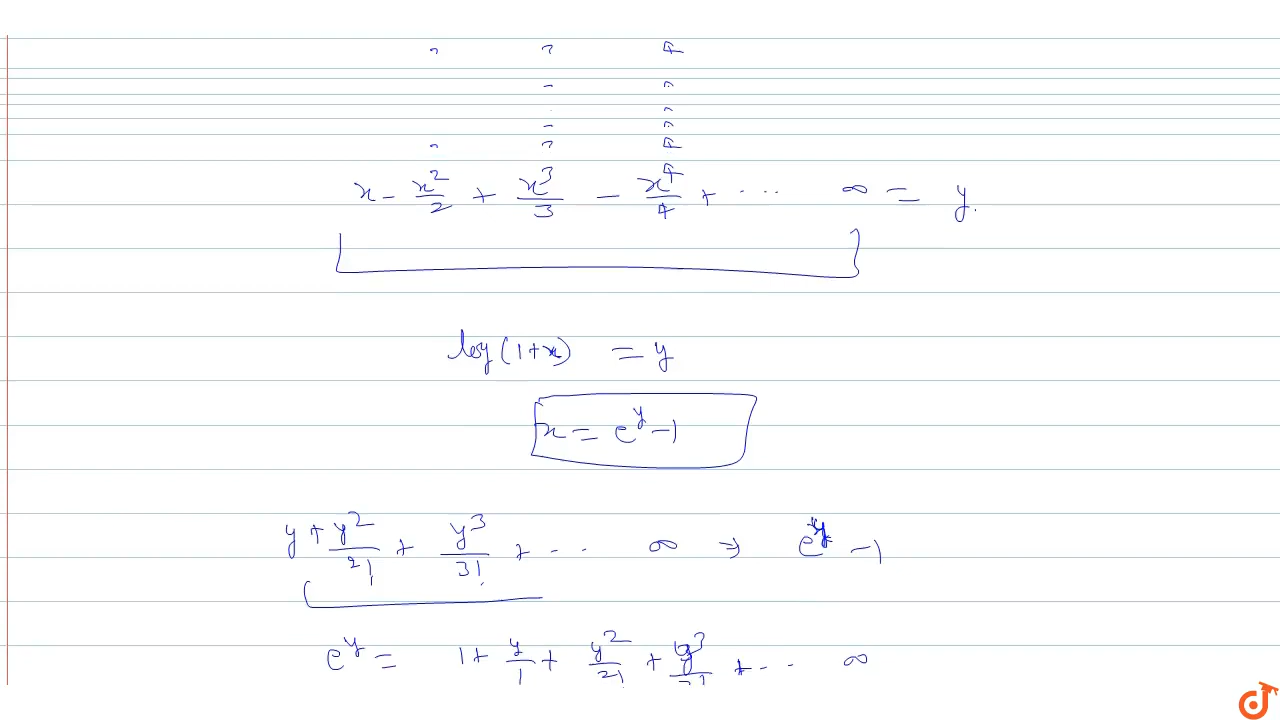 x - x²/2 + x³/3 - x⁴/4 + ... ∞ = y.
log(1+x) = y
x = e^y - 1
y + y²/2! + y³/3! + ... ∞ ⇒ e^y - 1
e^y = 1 + y/1 + y²/2! + y³/3! + ... ∞